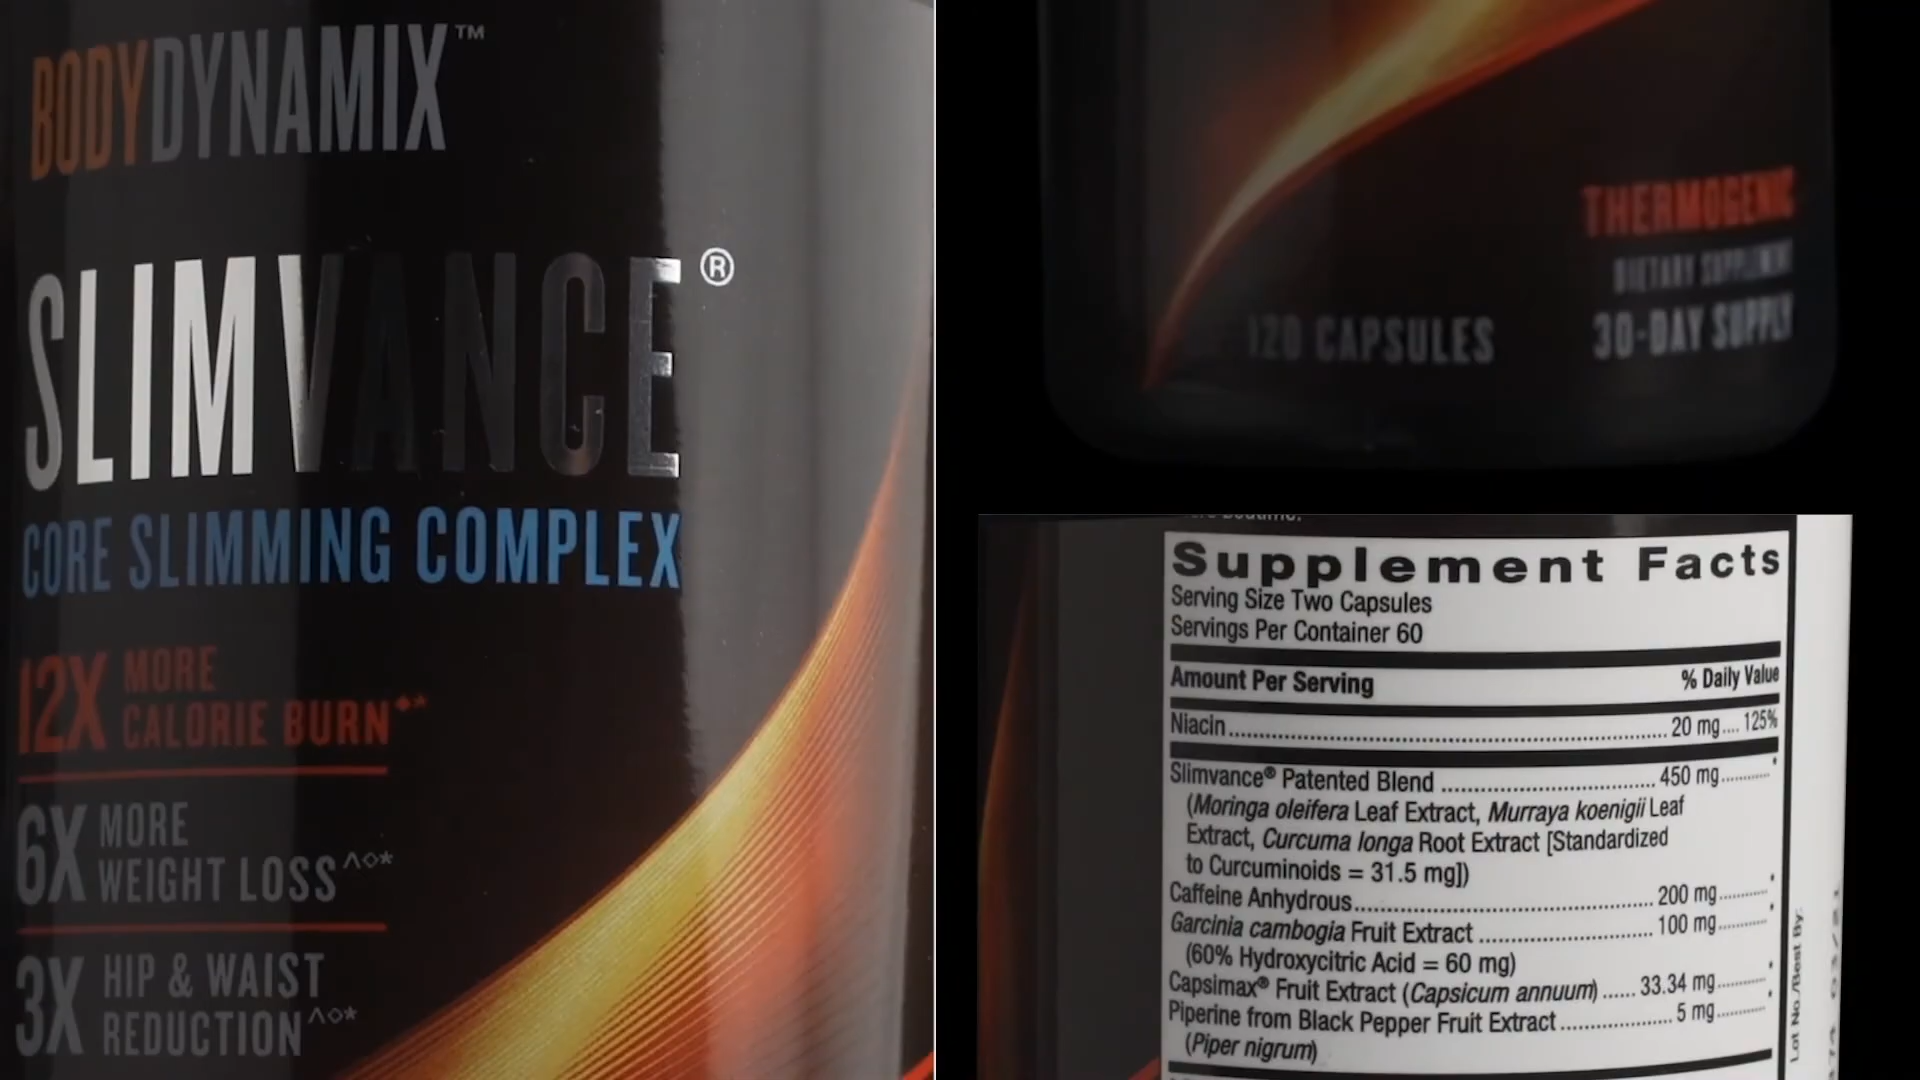 BODYDYNAMIX™
SLIMVANCE®
CORE SLIMMING COMPLEX
12X MORE
CALORIE BURN
6X MORE
WEIGHT LOSS^◇*
3X HIP & WAIST
REDUCTION^◇*
THERMOGENIC
DIETARY SUPPLEMENT
120 CAPSULES
30-DAY SUPPLY
Supplement Facts
Serving Size Two Capsules
Servings Per Container 60
Amount Per Serving % Daily Value
Niacin 20 mg 125%
Slimvance® Patented Blend 450 mg *
(Moringa oleifera Leaf Extract, Murraya koenigii Leaf
Extract, Curcuma longa Root Extract [Standardized
to Curcuminoids = 31.5 mg])
Caffeine Anhydrous 200 mg *
Garcinia cambogia Fruit Extract 100 mg *
(60% Hydroxycitric Acid = 60 mg)
Capsimax® Fruit Extract (Capsicum annuum) 33.34 mg *
Piperine from Black Pepper Fruit Extract 5 mg *
(Piper nigrum)
Lot No./Best By: